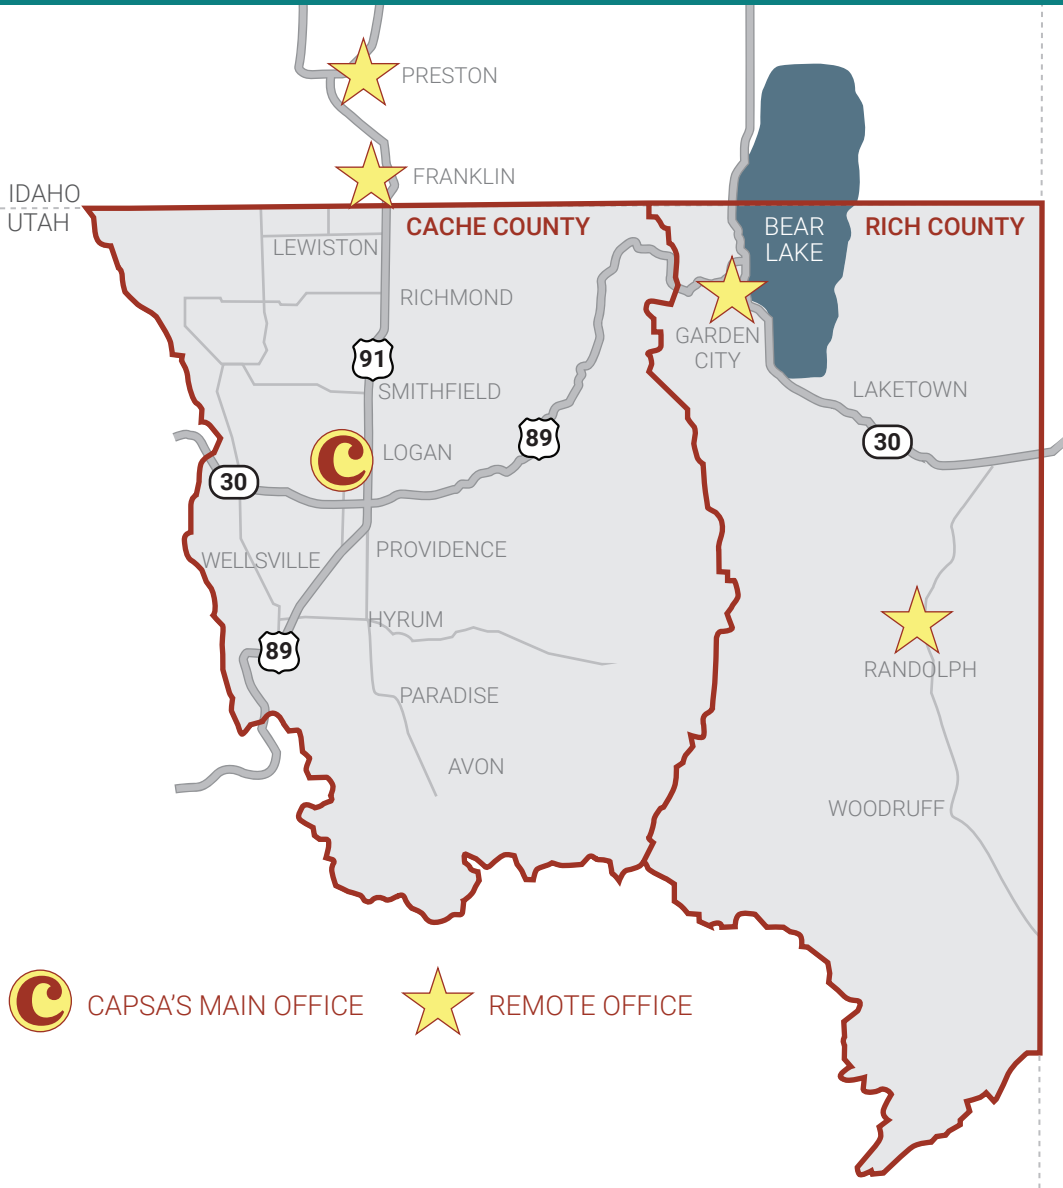 PRESTON
FRANKLIN
IDAHO
UTAH
CACHE COUNTY
BEAR
LAKE
RICH COUNTY
LEWISTON
RICHMOND
GARDEN
CITY
91
SMITHFIELD
LAKETOWN
C
LOGAN
89
30
30
WELLSVILLE
PROVIDENCE
HYRUM
89
RANDOLPH
PARADISE
AVON
WOODRUFF
C
CAPSA'S MAIN OFFICE
REMOTE OFFICE